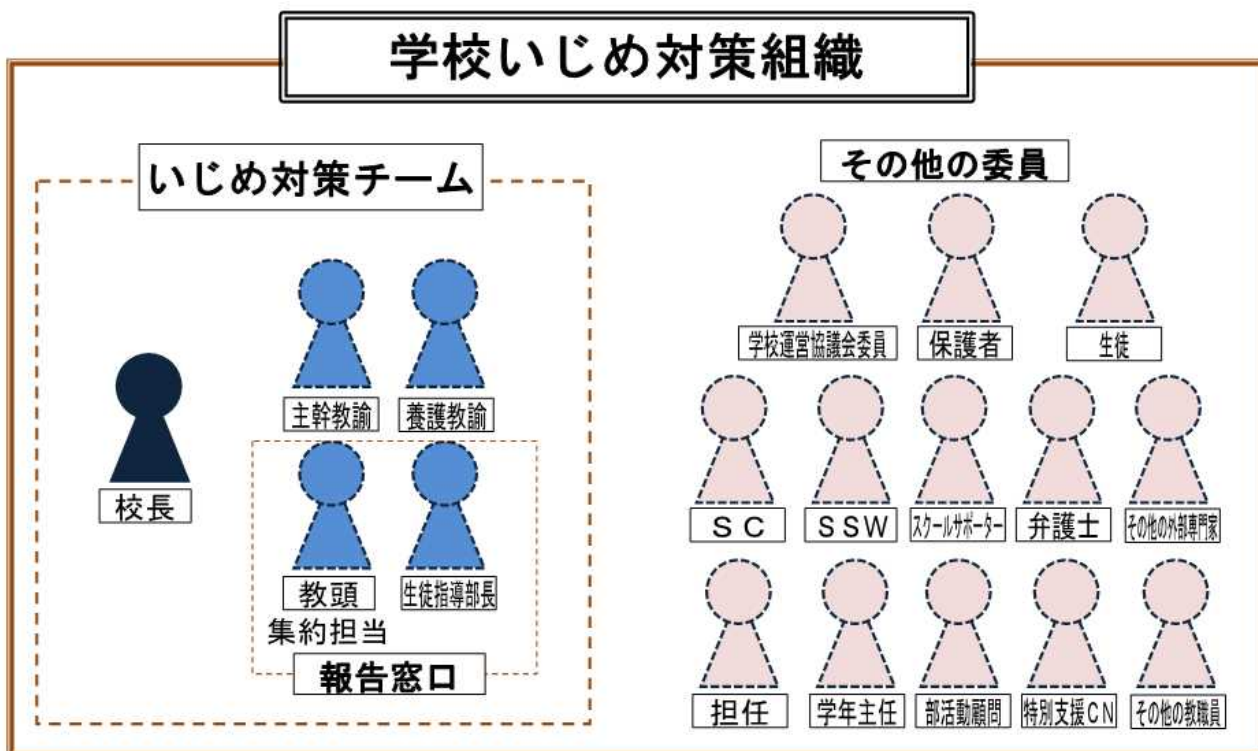 学校いじめ対策組織
いじめ対策チーム
校長
主幹教諭
養護教諭
教頭
生徒指導部長
集約担当
報告窓口
その他の委員
学校運営協議会委員
保護者
生徒
ＳＣ
ＳＳＷ
スクールサポーター
弁護士
その他の外部専門家
担任
学年主任
部活動顧問
特別支援ＣＮ
その他の教職員